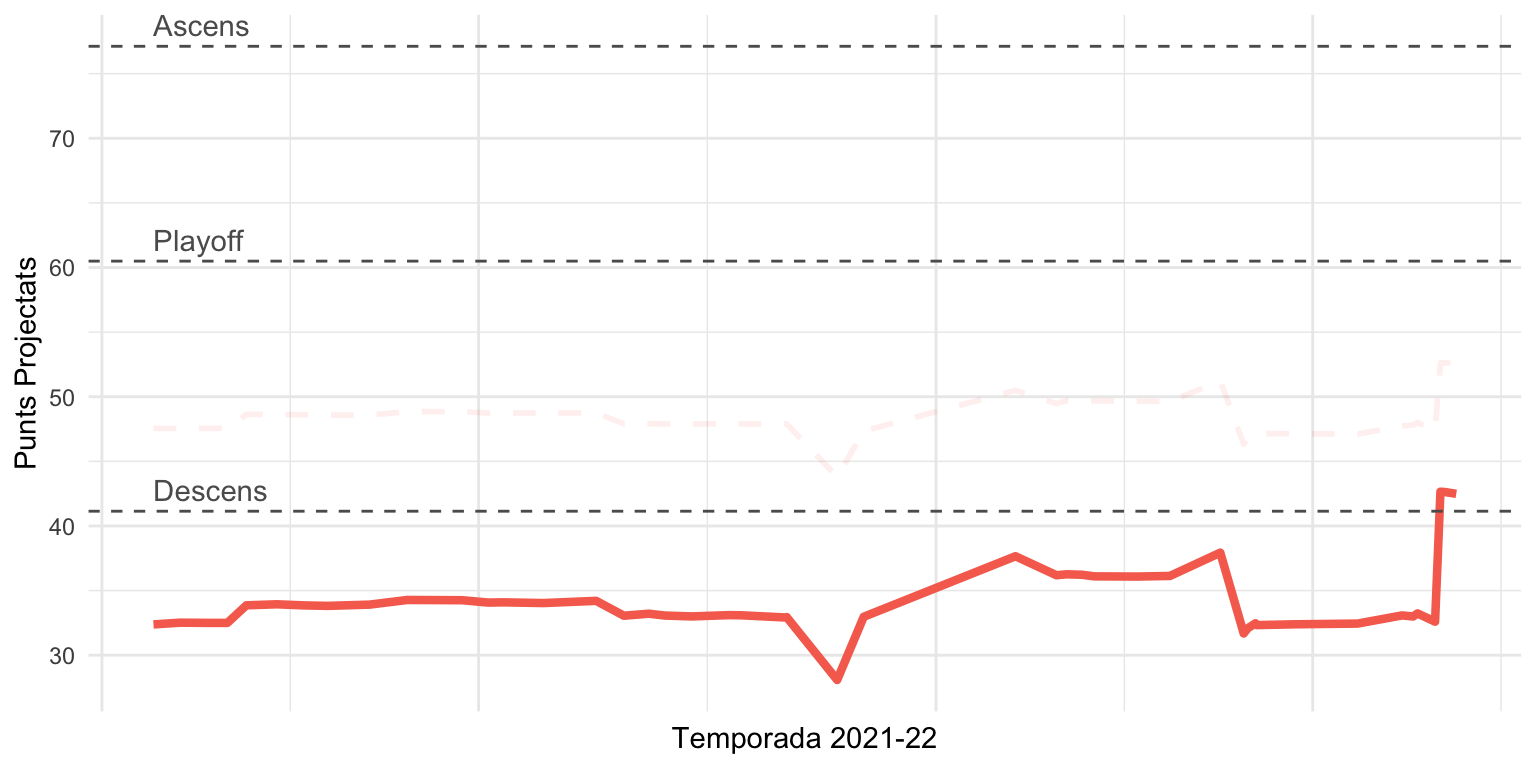 Ascens
70
Playoff
60
50
Descens
40
30
Punts Projectats
Temporada 2021-22